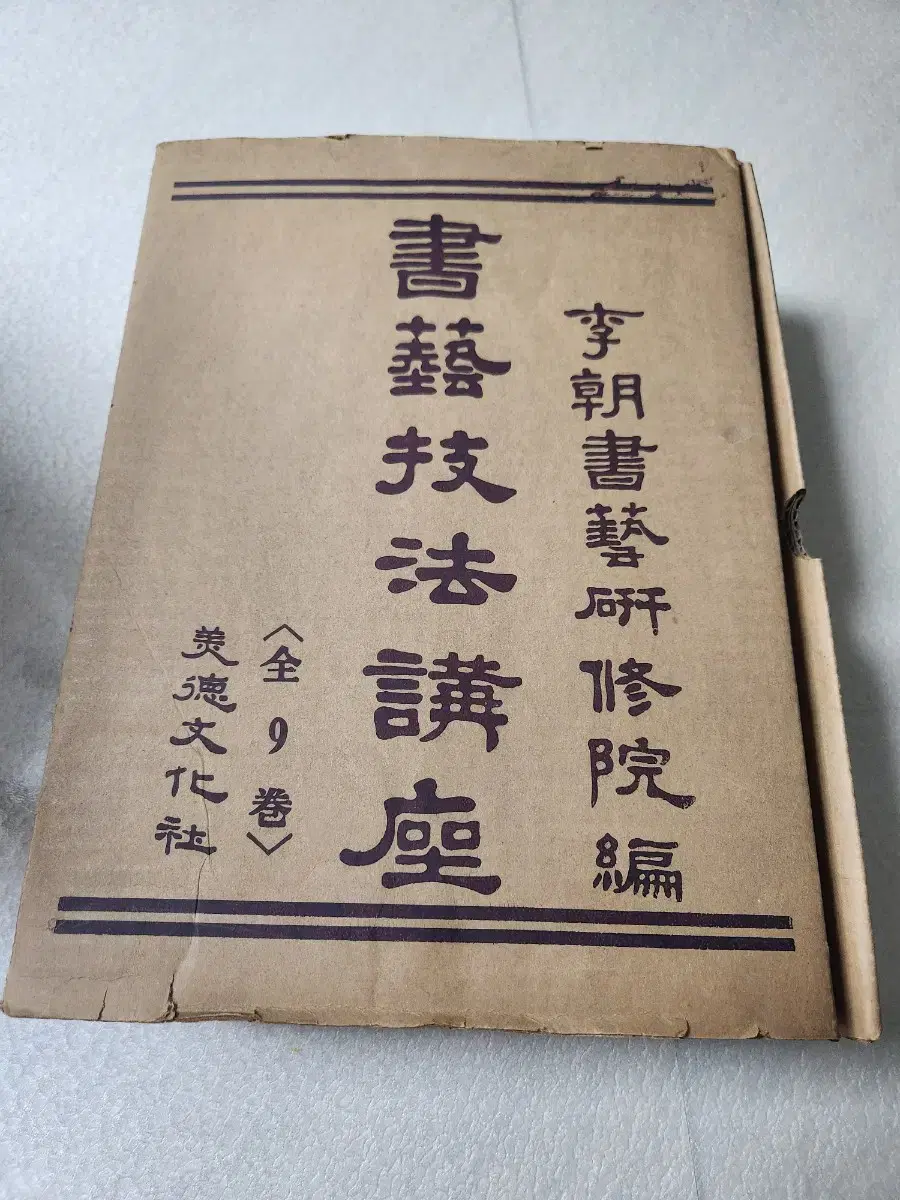 李朝書藝硏修院編
書藝技法講座
〈全9巻〉
美德文化社